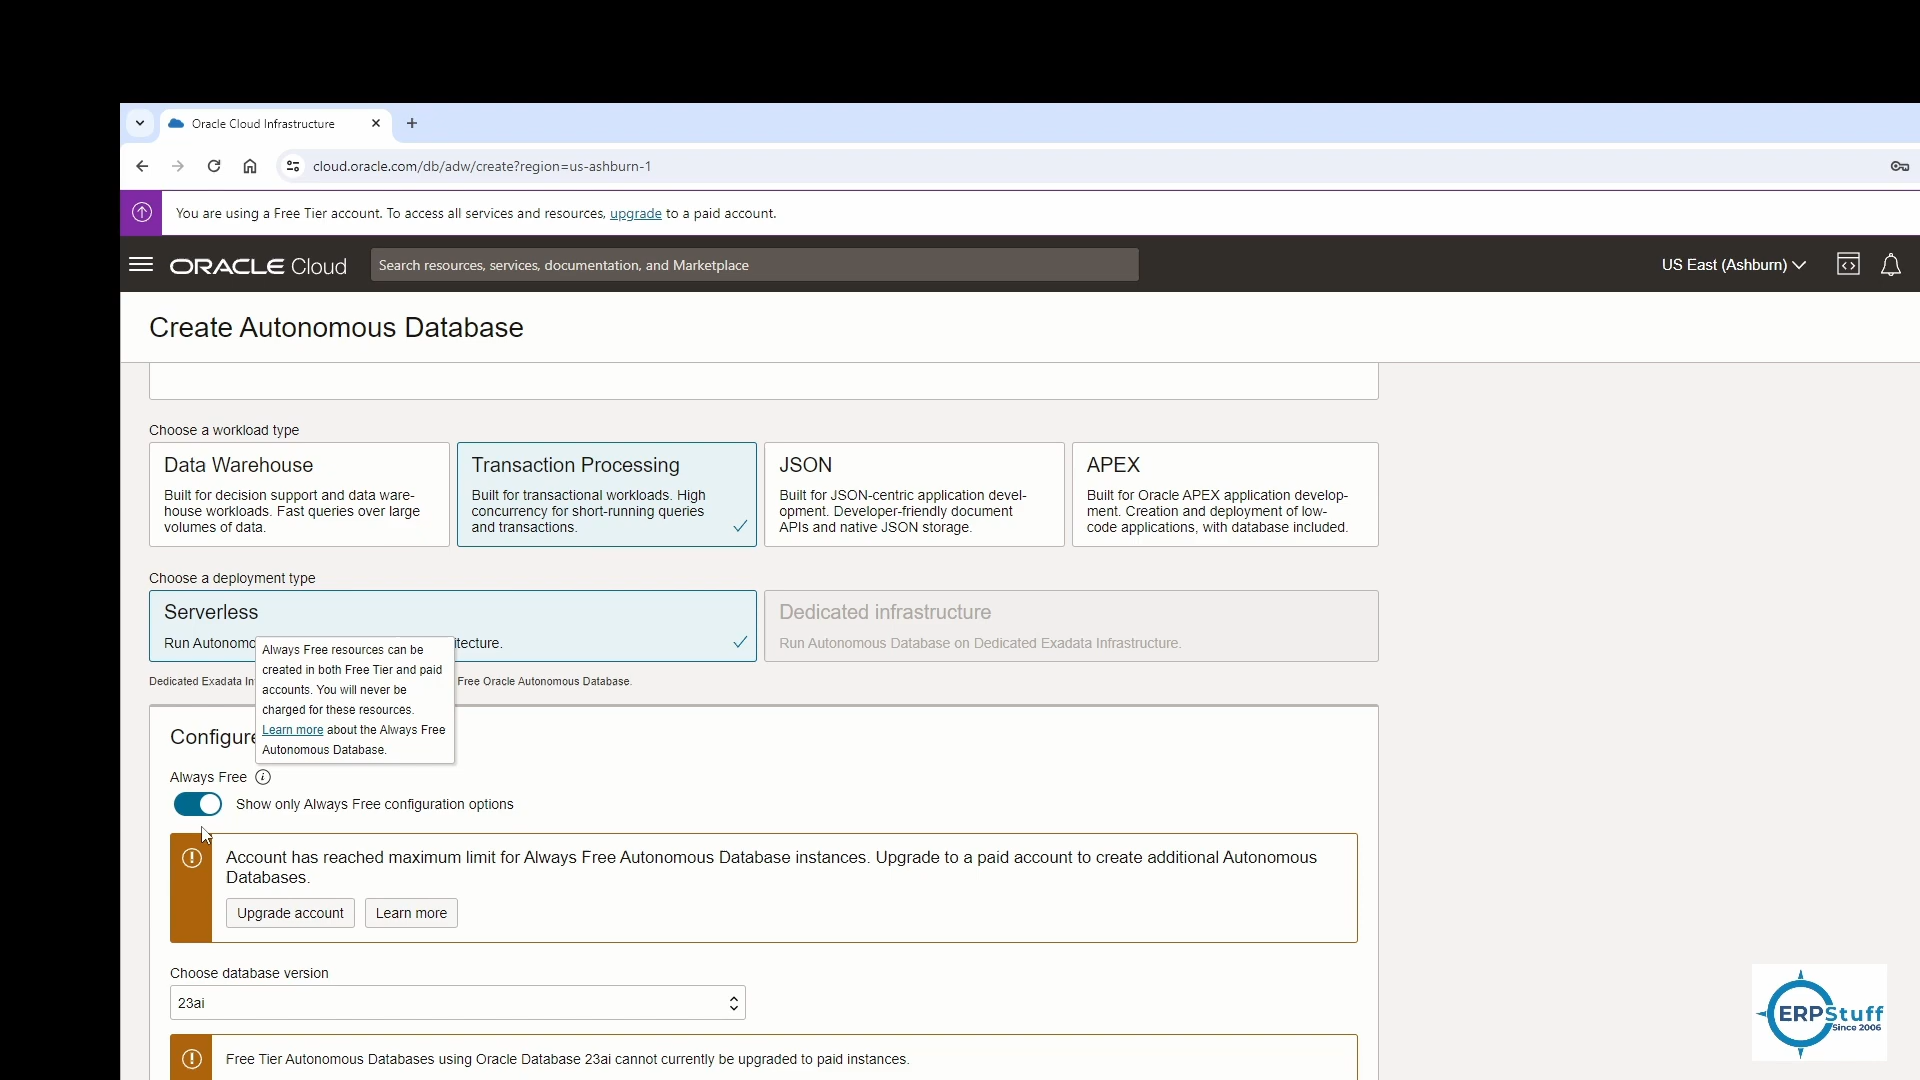 Oracle Cloud Infrastructure
cloud.oracle.com/db/adw/create?region=us-ashburn-1
You are using a Free Tier account. To access all services and resources, upgrade to a paid account.
ORACLE Cloud
Search resources, services, documentation, and Marketplace
US East (Ashburn)
Create Autonomous Database
Choose a workload type
Data Warehouse
Built for decision support and data ware-
house workloads. Fast queries over large
volumes of data.
Transaction Processing
Built for transactional workloads. High
concurrency for short-running queries
and transactions.
JSON
Built for JSON-centric application devel-
opment. Developer-friendly document
APIs and native JSON storage.
APEX
Built for Oracle APEX application develop-
ment. Creation and deployment of low-
code applications, with database included.
Choose a deployment type
Serverless
Run Autonomo
itecture.
Dedicated infrastructure
Run Autonomous Database on Dedicated Exadata Infrastructure.
Dedicated Exadata In
Free Oracle Autonomous Database.
Always Free resources can be
created in both Free Tier and paid
accounts. You will never be
charged for these resources.
Learn more about the Always Free
Autonomous Database.
Configure
Always Free
Show only Always Free configuration options
Account has reached maximum limit for Always Free Autonomous Database instances. Upgrade to a paid account to create additional Autonomous
Databases.
Upgrade account
Learn more
Choose database version
23ai
Free Tier Autonomous Databases using Oracle Database 23ai cannot currently be upgraded to paid instances.
ERPStuff
Since 2006